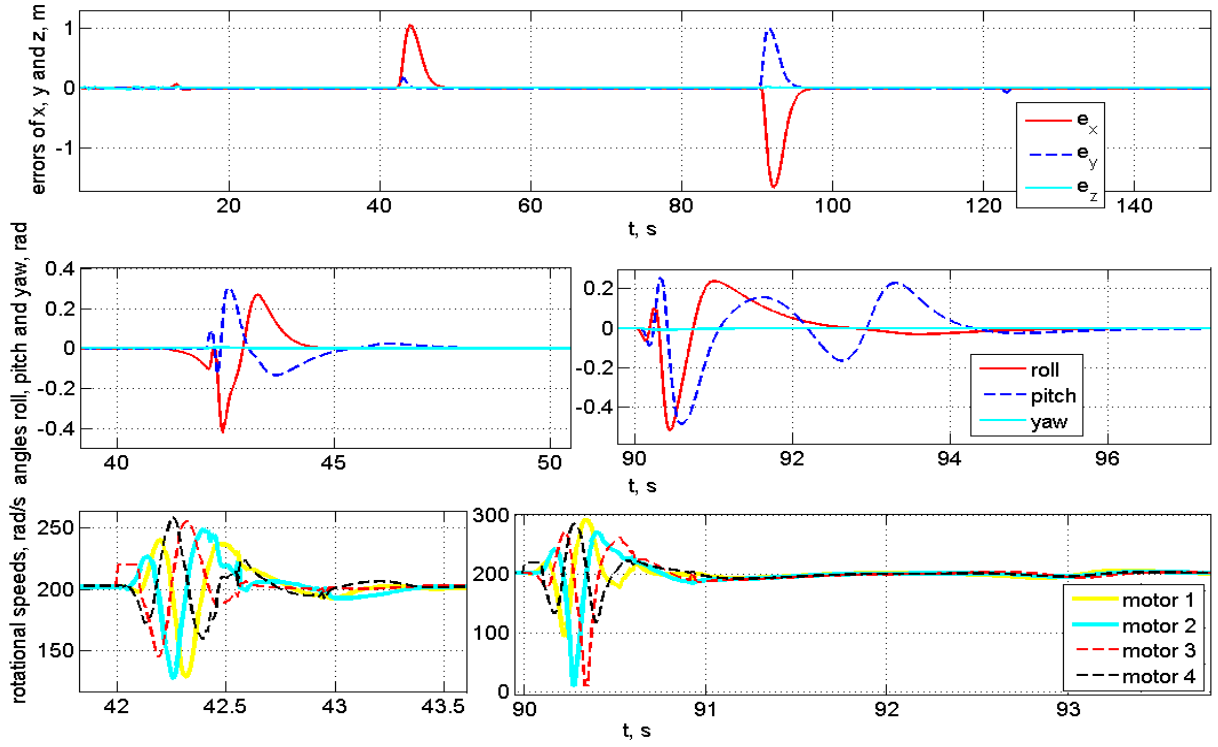 errors of x, y and z, m
1
0
-1
20 40 60 80 100 120 140
t, s
e_x
e_y
e_z
angles roll, pitch and yaw, rad
0.4
0.2
0
-0.2
-0.4
40 45 50
t, s
0.2
0
-0.2
-0.4
90 92 94 96
t, s
roll
pitch
yaw
rotational speeds, rad/s
250
200
150
42 42.5 43 43.5
300
200
100
0
90 91 92 93
t, s
motor 1
motor 2
motor 3
motor 4